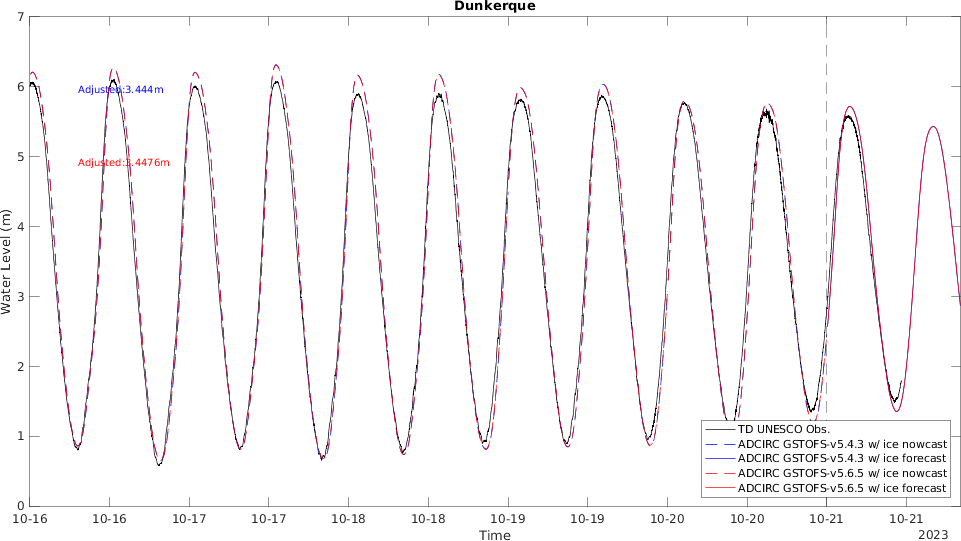 Dunkerque
7
6
5
4
3
2
1
0
Water Level (m)
Adjusted:3.444m
Adjusted:3.4476m
TD UNESCO Obs.
ADCIRC GSTOFS-v5.4.3 w/ ice nowcast
ADCIRC GSTOFS-v5.4.3 w/ ice forecast
ADCIRC GSTOFS-v5.6.5 w/ ice nowcast
ADCIRC GSTOFS-v5.6.5 w/ ice forecast
10-16 10-16 10-17 10-17 10-18 10-18 10-19 10-19 10-20 10-20 10-21 10-21
Time
2023